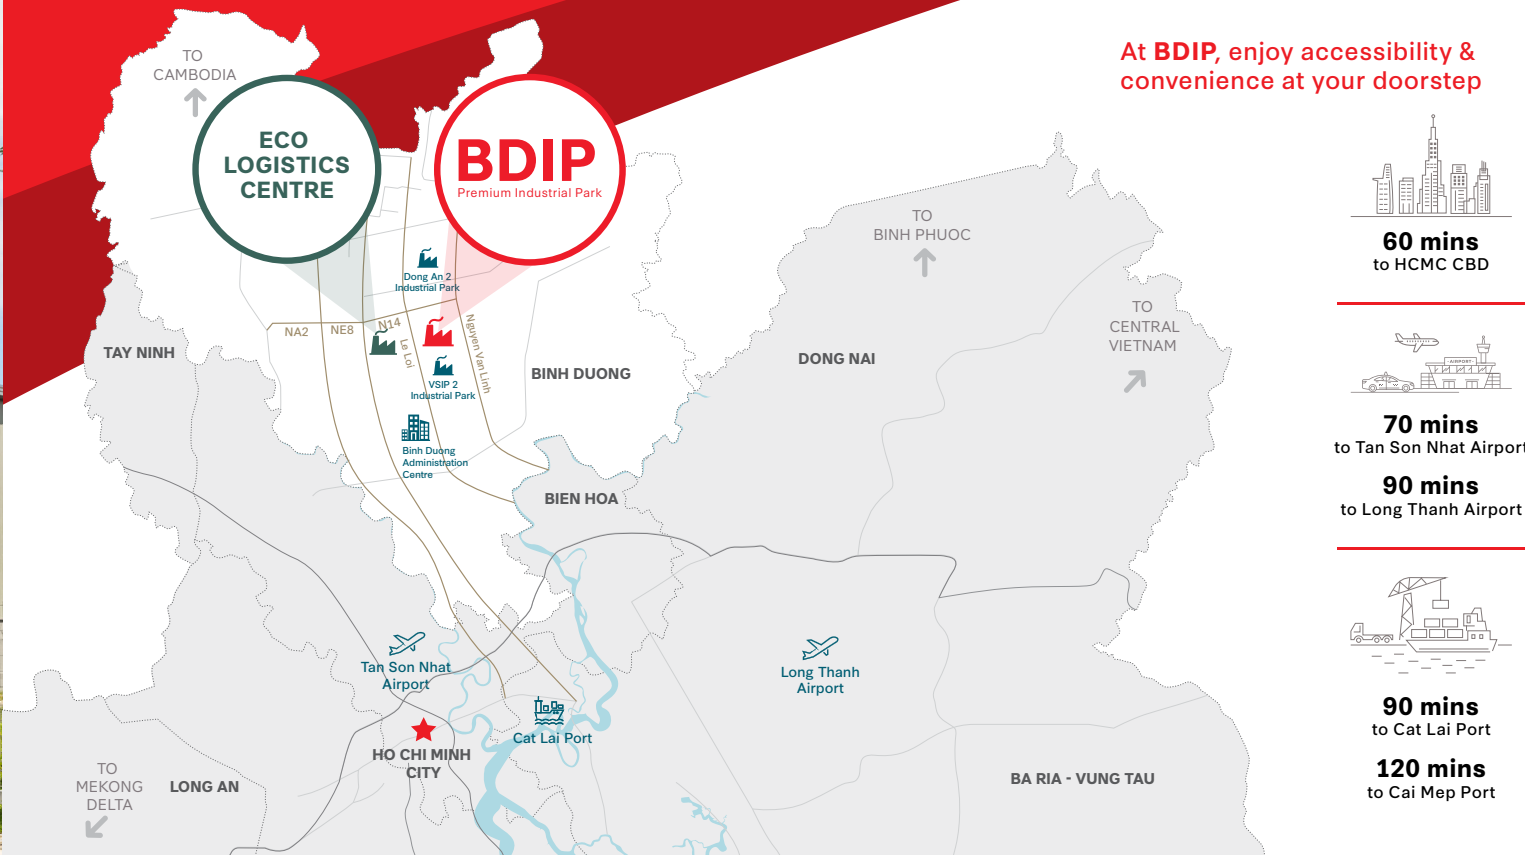 At BDIP, enjoy accessibility &
convenience at your doorstep
TO
CAMBODIA
ECO
LOGISTICS
CENTRE
BDIP
Premium Industrial Park
Dong An 2
Industrial Park
NA2
NE8
N14
Le Loi
Nguyen Van Linh
VSIP 2
Industrial Park
Binh Duong
Administration
Centre
TAY NINH
BINH DUONG
BIEN HOA
DONG NAI
TO
BINH PHUOC
TO
CENTRAL
VIETNAM
Tan Son Nhat
Airport
Long Thanh
Airport
Cat Lai Port
HO CHI MINH
CITY
TO
MEKONG
DELTA
LONG AN
BA RIA - VUNG TAU
60 mins
to HCMC CBD
AIRPORT
70 mins
to Tan Son Nhat Airport
90 mins
to Long Thanh Airport
90 mins
to Cat Lai Port
120 mins
to Cai Mep Port